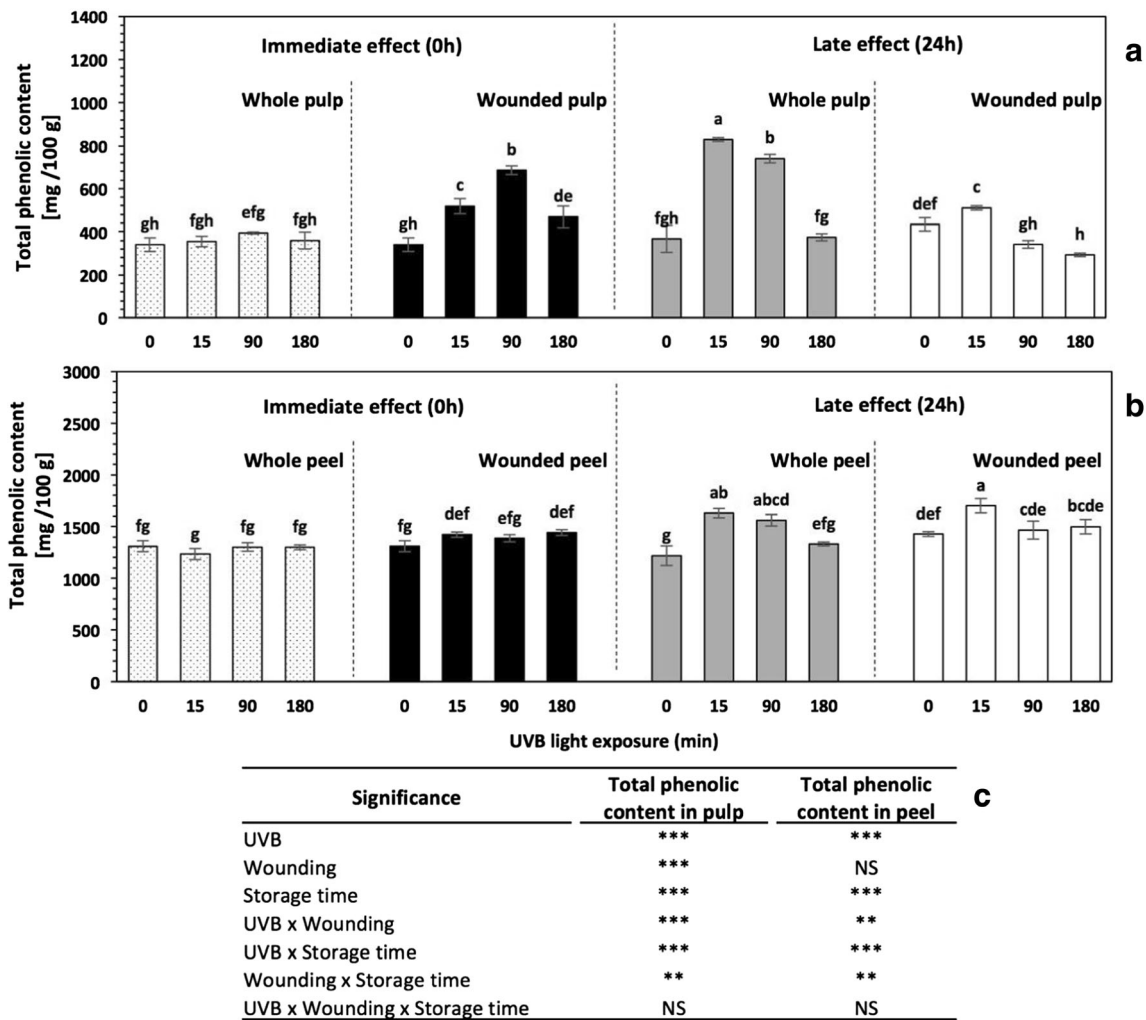 1400
1200
1000
800
600
400
200
0
Total phenolic content
[mg /100 g]
Immediate effect (0h)
Late effect (24h)
a
Whole pulp
Wounded pulp
Whole pulp
Wounded pulp
gh fgh efg fgh
gh c b de
fgh a b fg
def c gh h
0 15 90 180 0 15 90 180 0 15 90 180 0 15 90 180
3000
2500
2000
1500
1000
500
0
Total phenolic content
[mg /100 g]
Immediate effect (0h)
Late effect (24h)
b
Whole peel
Wounded peel
Whole peel
Wounded peel
fg g fg fg
fg def efg def
g ab abcd efg
def a cde bcde
0 15 90 180 0 15 90 180 0 15 90 180 0 15 90 180
UVB light exposure (min)
c
Significance Total phenolic content in pulp Total phenolic content in peel
UVB *** ***
Wounding *** NS
Storage time *** ***
UVB x Wounding *** **
UVB x Storage time *** ***
Wounding x Storage time ** **
UVB x Wounding x Storage time NS NS